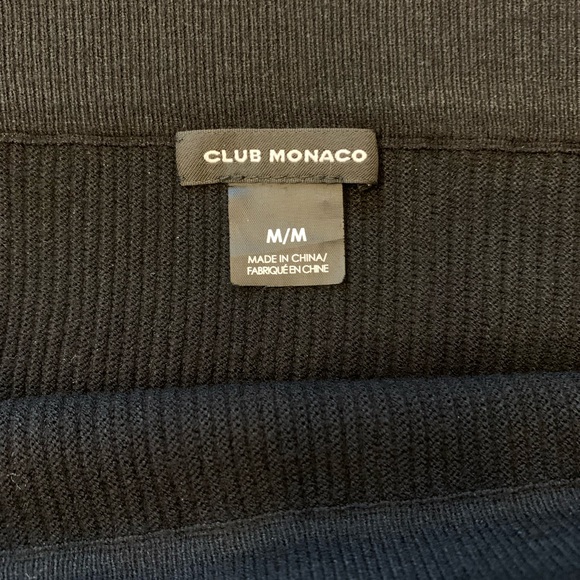 CLUB MONACO
M/M
MADE IN CHINA/
FABRIQUÉ EN CHINE